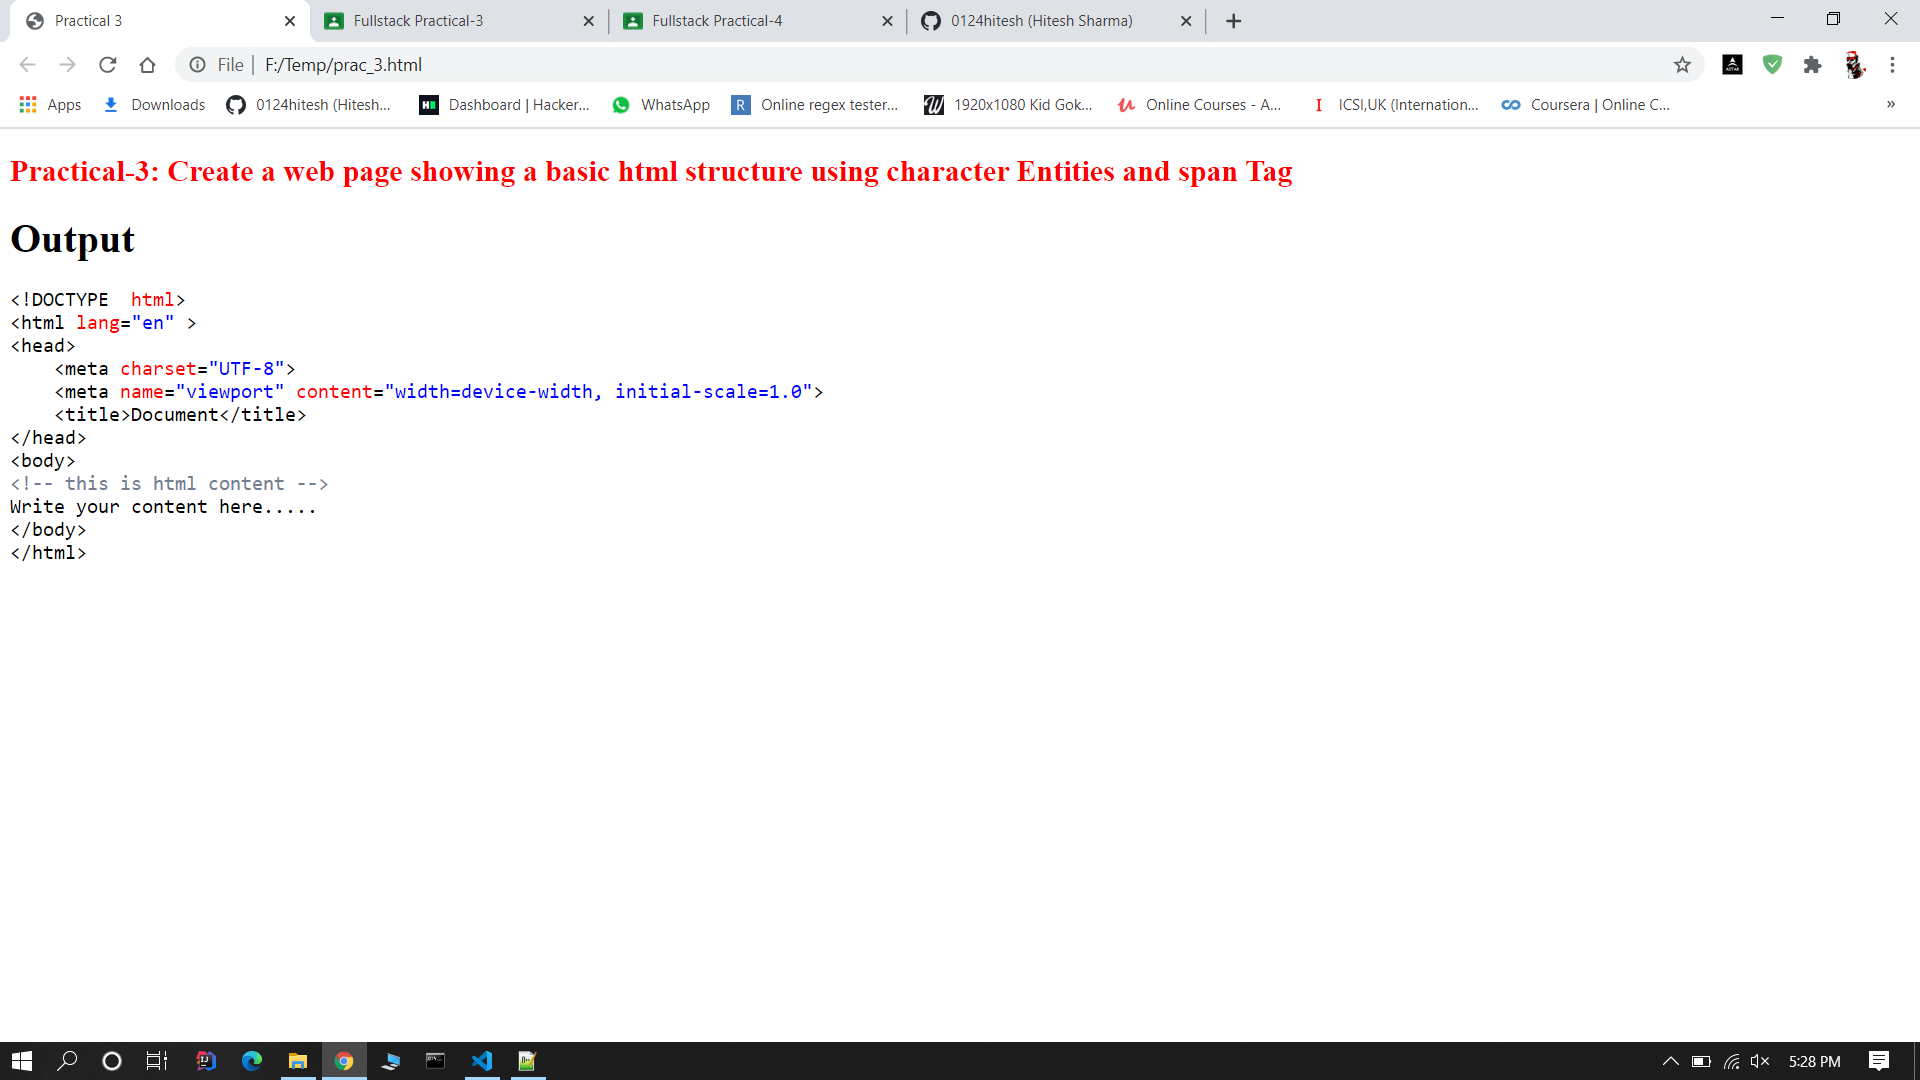 Practical 3
Fullstack Practical-3
Fullstack Practical-4
0124hitesh (Hitesh Sharma)
File | F:/Temp/prac_3.html
Apps
Downloads
0124hitesh (Hitesh...
Dashboard | Hacker...
WhatsApp
R
Online regex tester...
1920x1080 Kid Gok...
Online Courses - A...
I
ICSI,UK (Internation...
Coursera | Online C...
»
Practical-3: Create a web page showing a basic html structure using character Entities and span Tag
Output
<!DOCTYPE  html>
<html lang="en" >
<head>
    <meta charset="UTF-8">
    <meta name="viewport" content="width=device-width, initial-scale=1.0">
    <title>Document</title>
</head>
<body>
<!-- this is html content -->
Write your content here.....
</body>
</html>
5:28 PM